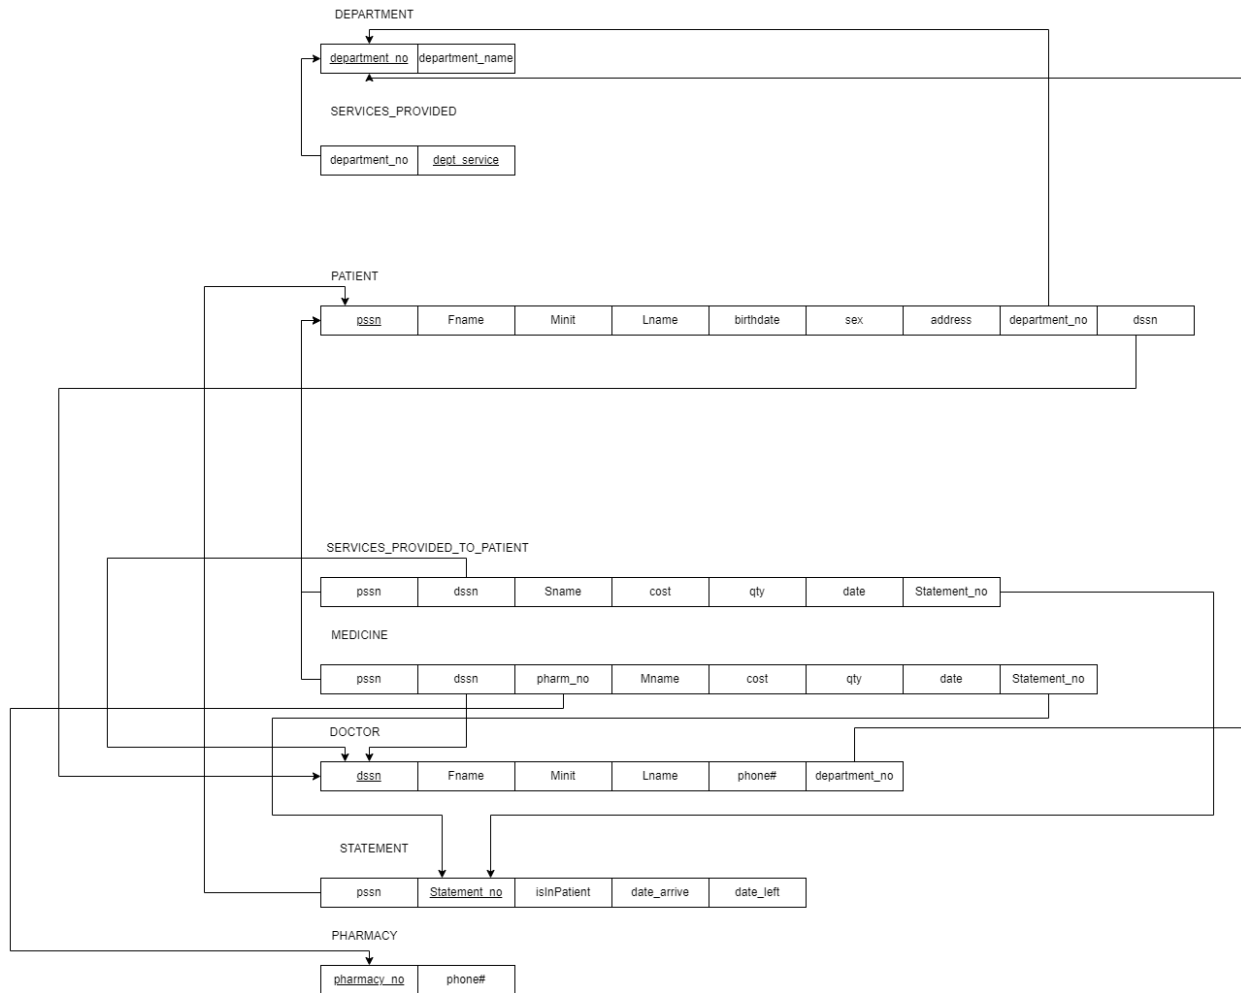 DEPARTMENT
department_no department_name
SERVICES_PROVIDED
department_no dept_service
PATIENT
pssn Fname Minit Lname birthdate sex address department_no dssn
SERVICES_PROVIDED_TO_PATIENT
pssn dssn Sname cost qty date Statement_no
MEDICINE
pssn dssn pharm_no Mname cost qty date Statement_no
DOCTOR
dssn Fname Minit Lname phone# department_no
STATEMENT
pssn Statement_no isInPatient date_arrive date_left
PHARMACY
pharmacy_no phone#